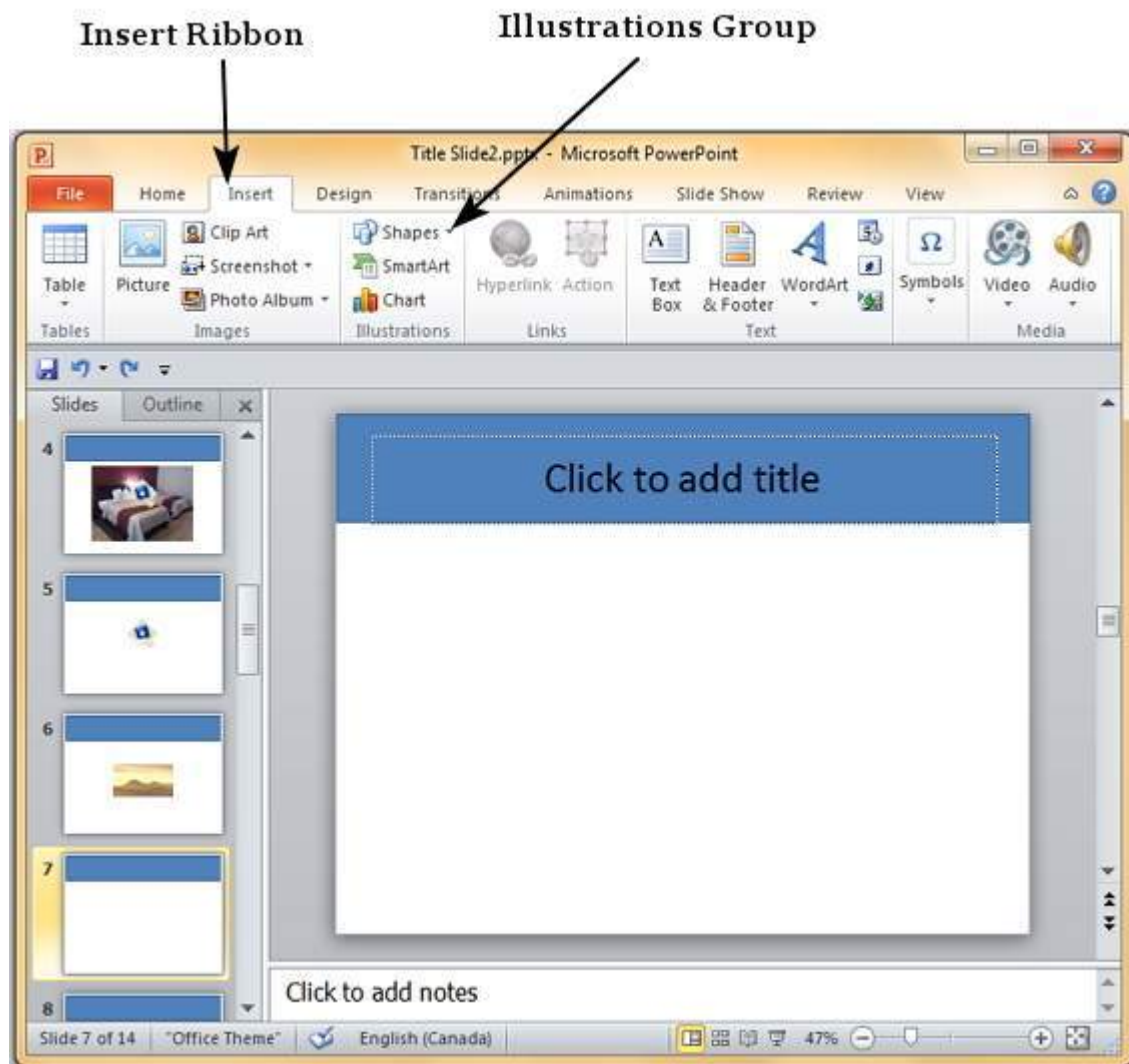 Insert Ribbon
Illustrations Group
Title Slide2.pptx - Microsoft PowerPoint
File Home Insert Design Transitions Animations Slide Show Review View
Table
Tables
Picture
Clip Art
Screenshot
Photo Album
Images
Shapes
SmartArt
Chart
Illustrations
Hyperlink Action
Links
Text Box
Header & Footer
WordArt
Text
Symbols
Video Audio
Media
Slides Outline
4
5
6
7
8
Click to add title
Click to add notes
Slide 7 of 14 "Office Theme" English (Canada) 47%